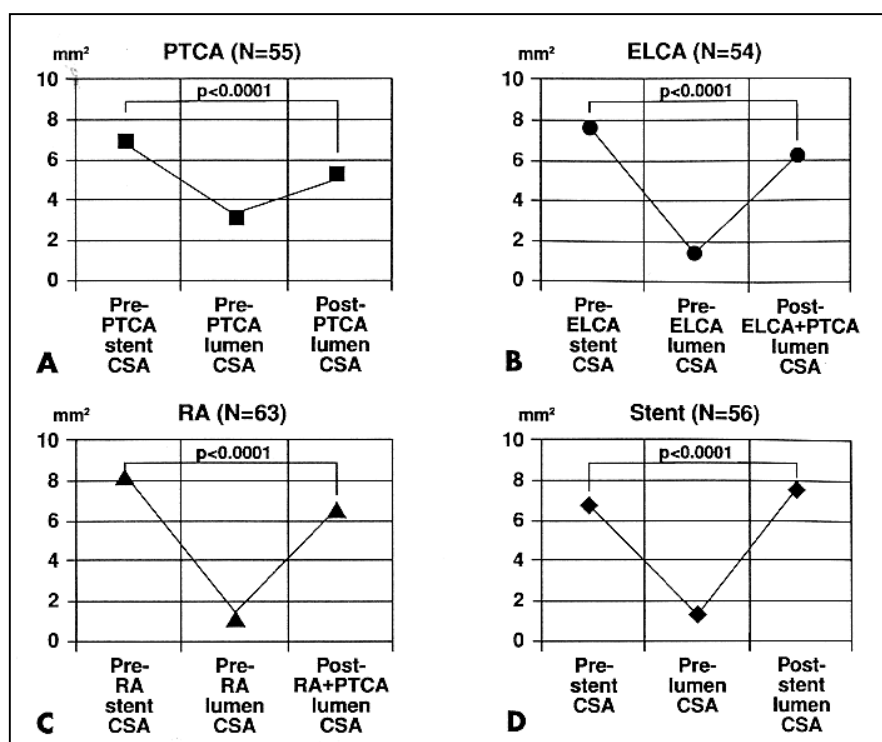 mm²
PTCA (N=55)
10
8
6
4
2
0
p<0.0001
Pre-
PTCA
stent
CSA
Pre-
PTCA
lumen
CSA
Post-
PTCA
lumen
CSA
A
mm²
ELCA (N=54)
10
8
6
4
2
0
p<0.0001
Pre-
ELCA
stent
CSA
Pre-
ELCA
lumen
CSA
Post-
ELCA+PTCA
lumen
CSA
B
mm²
RA (N=63)
10
8
6
4
2
0
p<0.0001
Pre-
RA
stent
CSA
Pre-
RA
lumen
CSA
Post-
RA+PTCA
lumen
CSA
C
mm²
Stent (N=56)
10
8
6
4
2
0
p<0.0001
Pre-
stent
CSA
Pre-
lumen
CSA
Post-
stent
lumen
CSA
D